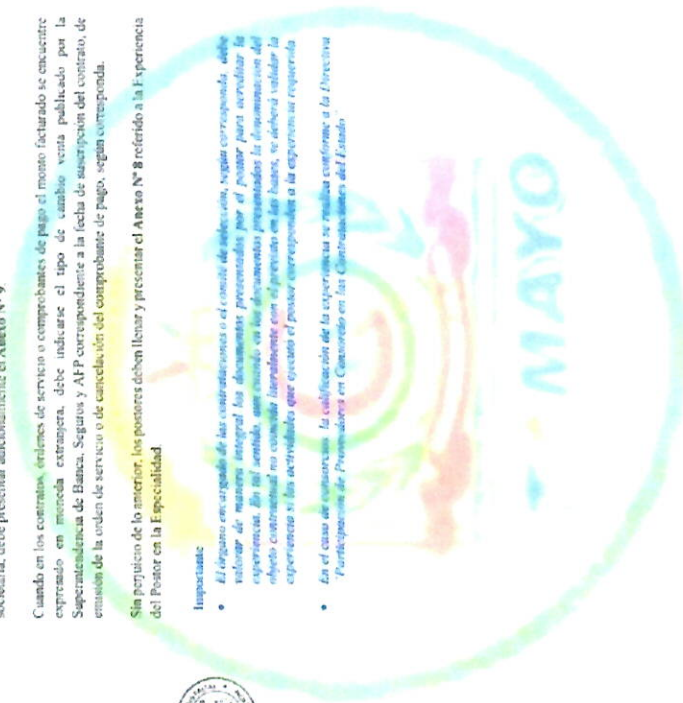 societaria, debe presentar adicionalmente el Anexo N° 9.
Cuando en los contratos, órdenes de servicio o comprobantes de pago el monto facturado se encuentre
expresado en moneda extranjera, debe indicarse el tipo de cambio venta publicado por la
Superintendencia de Banca, Seguros y AFP correspondiente a la fecha de suscripción del contrato, de
emisión de la orden de servicio o de cancelación del comprobante de pago, según corresponda.
Sin perjuicio de lo anterior, los postores deben llenar y presentar el Anexo N° 8 referido a la Experiencia
del Postor en la Especialidad.
Importante
• El órgano encargado de las contrataciones o el comité de selección, según corresponda, debe
valorar de manera integral los documentos presentados por el postor para acreditar la
experiencia. En tal sentido, aun cuando en los documentos presentados la denominación del
objeto contractual no coincida literalmente con el previsto en las bases, se deberá validar la
experiencia si las actividades que ejecutó el postor corresponden a la experiencia requerida.
• En el caso de consorcios, la calificación de la experiencia se realiza conforme a la Directiva
"Participación de Proveedores en Consorcio en las Contrataciones del Estado".
MAYO